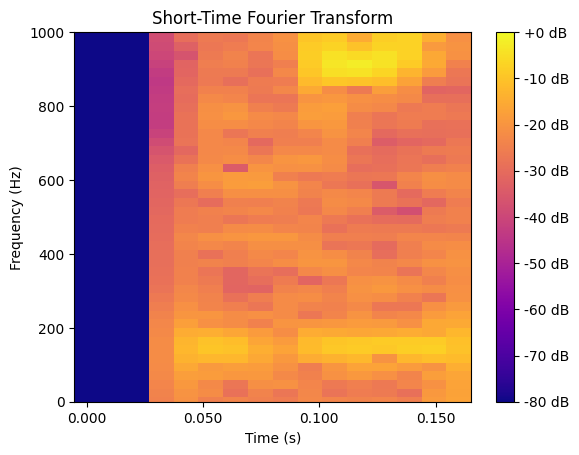 Short-Time Fourier Transform
1000
800
600
400
200
0
Frequency (Hz)
0.000
0.050
0.100
0.150
Time (s)
+0 dB
-10 dB
-20 dB
-30 dB
-40 dB
-50 dB
-60 dB
-70 dB
-80 dB